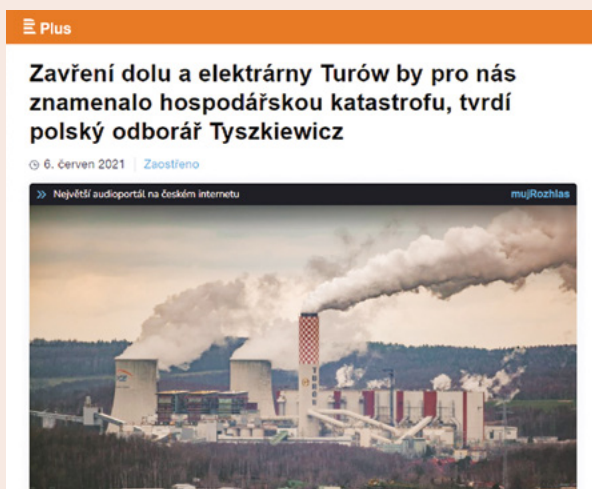 Plus
Zavření dolu a elektrárny Turów by pro nás
znamenalo hospodářskou katastrofu, tvrdí
polský odborář Tyszkiewicz
6. červen 2021 | Zaostřeno
» Největší audioportál na českém internetu
mujRozhlas
TURÓW